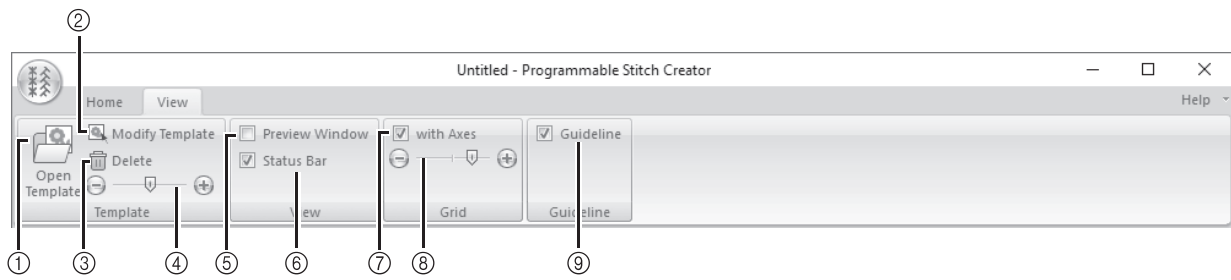 ②
Untitled - Programmable Stitch Creator
Home View Help
Modify Template Preview Window with Axes Guideline
Delete Status Bar
Open
Template
Template View Grid Guideline
① ③ ④ ⑤ ⑥ ⑦ ⑧ ⑨